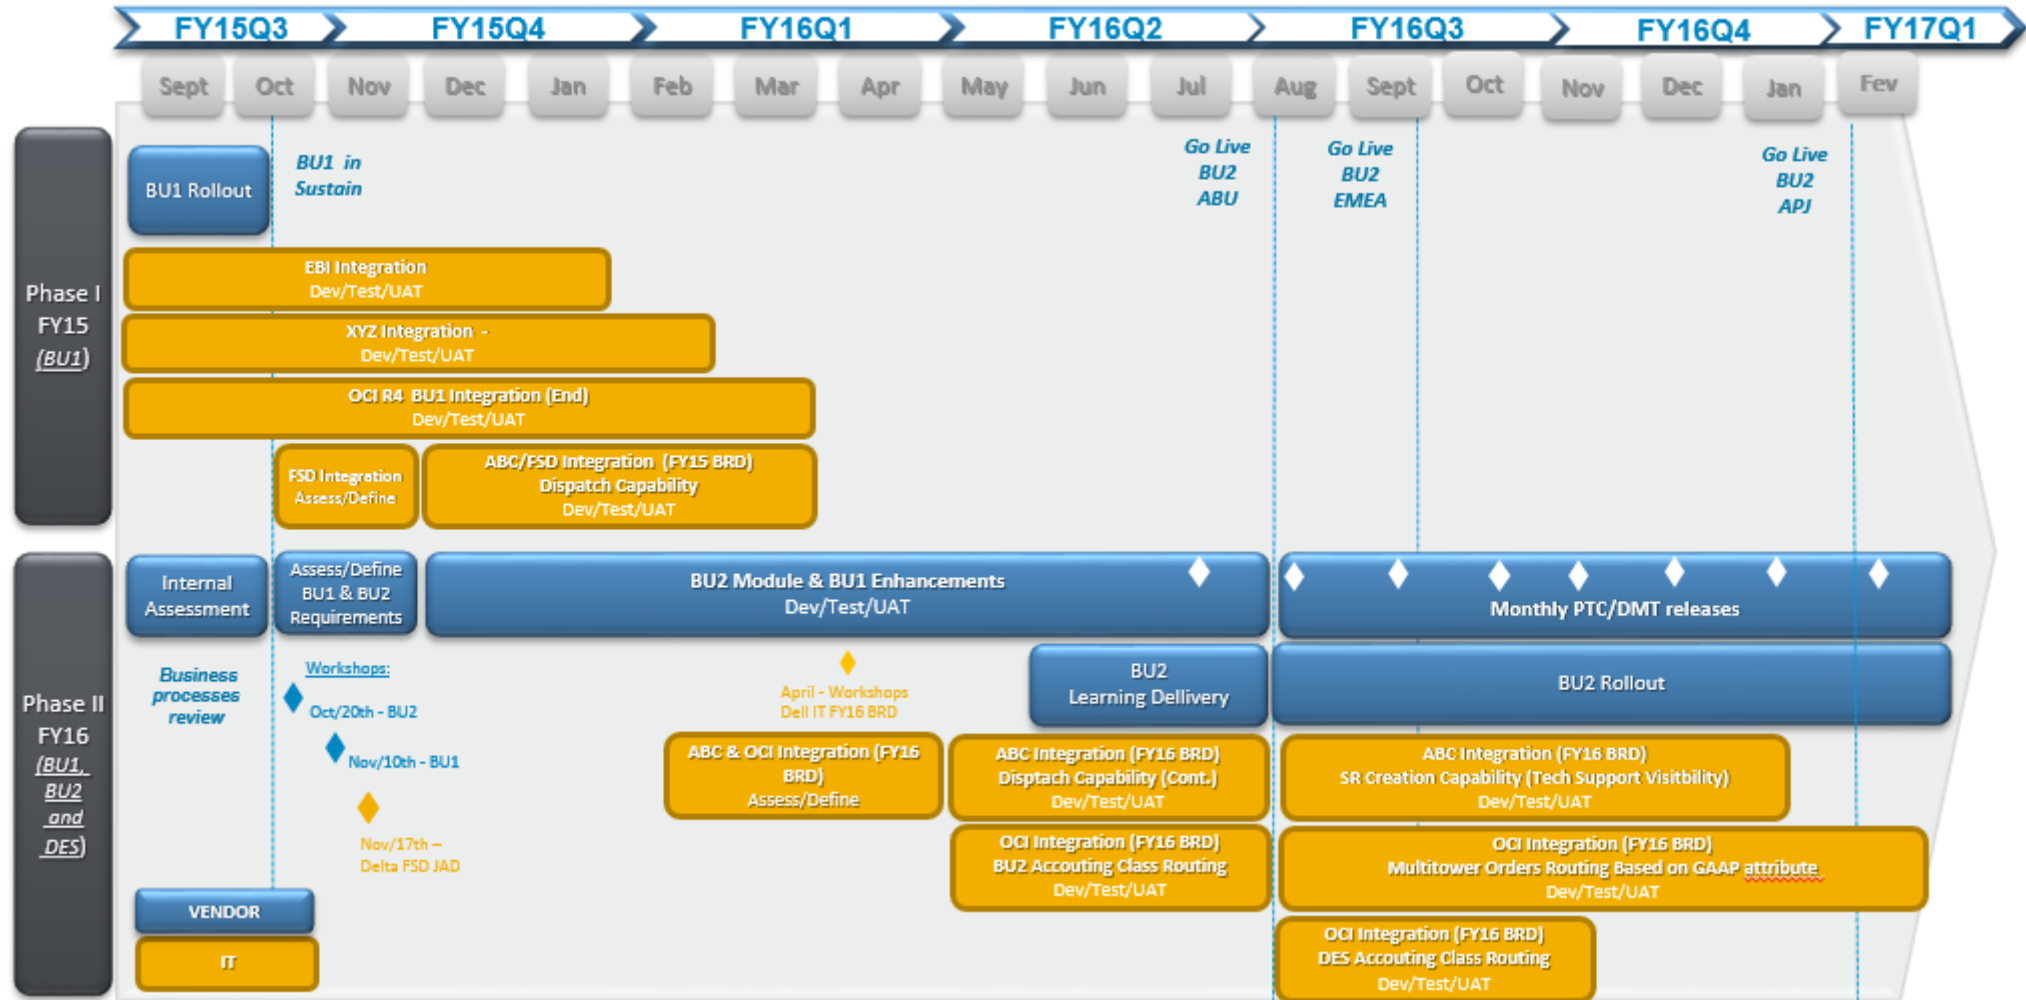 FY15Q3 FY15Q4 FY16Q1 FY16Q2 FY16Q3 FY16Q4 FY17Q1
Sept Oct Nov Dec Jan Feb Mar Apr May Jun Jul Aug Sept Oct Nov Dec Jan Fev
Phase I
FY15
(BU1)
BU1 Rollout
BU1 in
Sustain
Go Live
BU2
ABU
Go Live
BU2
EMEA
Go Live
BU2
APJ
EBI Integration
Dev/Test/UAT
XYZ Integration -
Dev/Test/UAT
OCI R4 BU1 Integration (End)
Dev/Test/UAT
FSD Integration
Assess/Define
ABC/FSD Integration (FY15 BRD)
Dispatch Capability
Dev/Test/UAT
Phase II
FY16
(BU1,
BU2
and
DES)
Internal
Assessment
Assess/Define
BU1 & BU2
Requirements
BU2 Module & BU1 Enhancements
Dev/Test/UAT
Monthly PTC/DMT releases
Business
processes
review
Workshops:
Oct/20th - BU2
Nov/10th - BU1
Nov/17th –
Delta FSD JAD
April - Workshops
Dell IT FY16 BRD
BU2
Learning Dellivery
BU2 Rollout
ABC & OCI Integration (FY16
BRD)
Assess/Define
ABC Integration (FY16 BRD)
Disptach Capability (Cont.)
Dev/Test/UAT
ABC Integration (FY16 BRD)
SR Creation Capability (Tech Support Visitbility)
Dev/Test/UAT
OCI Integration (FY16 BRD)
BU2 Accouting Class Routing
Dev/Test/UAT
OCI Integration (FY16 BRD)
Multitower Orders Routing Based on GAAP attribute
Dev/Test/UAT
OCI Integration (FY16 BRD)
DES Accouting Class Routing
Dev/Test/UAT
VENDOR
IT